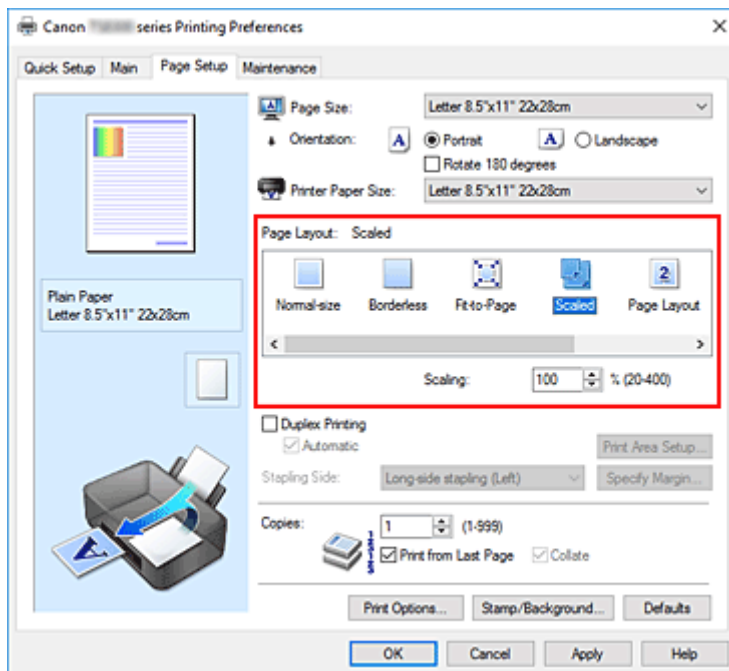 Canon series Printing Preferences
Quick Setup Main Page Setup Maintenance
Page Size: Letter 8.5"x11" 22x28cm
Orientation: A Portrait A Landscape
Rotate 180 degrees
Printer Paper Size: Letter 8.5"x11" 22x28cm
Page Layout: Scaled
2
Normal-size Borderless Fit-to-Page Scaled Page Layout
Plain Paper
Letter 8.5"x11" 22x28cm
Scaling: 100 % (20-400)
Duplex Printing
Automatic Print Area Setup...
Stapling Side: Long-side stapling (Left) Specify Margin...
Copies: 1 (1-999)
Print from Last Page Collate
A
Print Options... Stamp/Background... Defaults
OK Cancel Apply Help